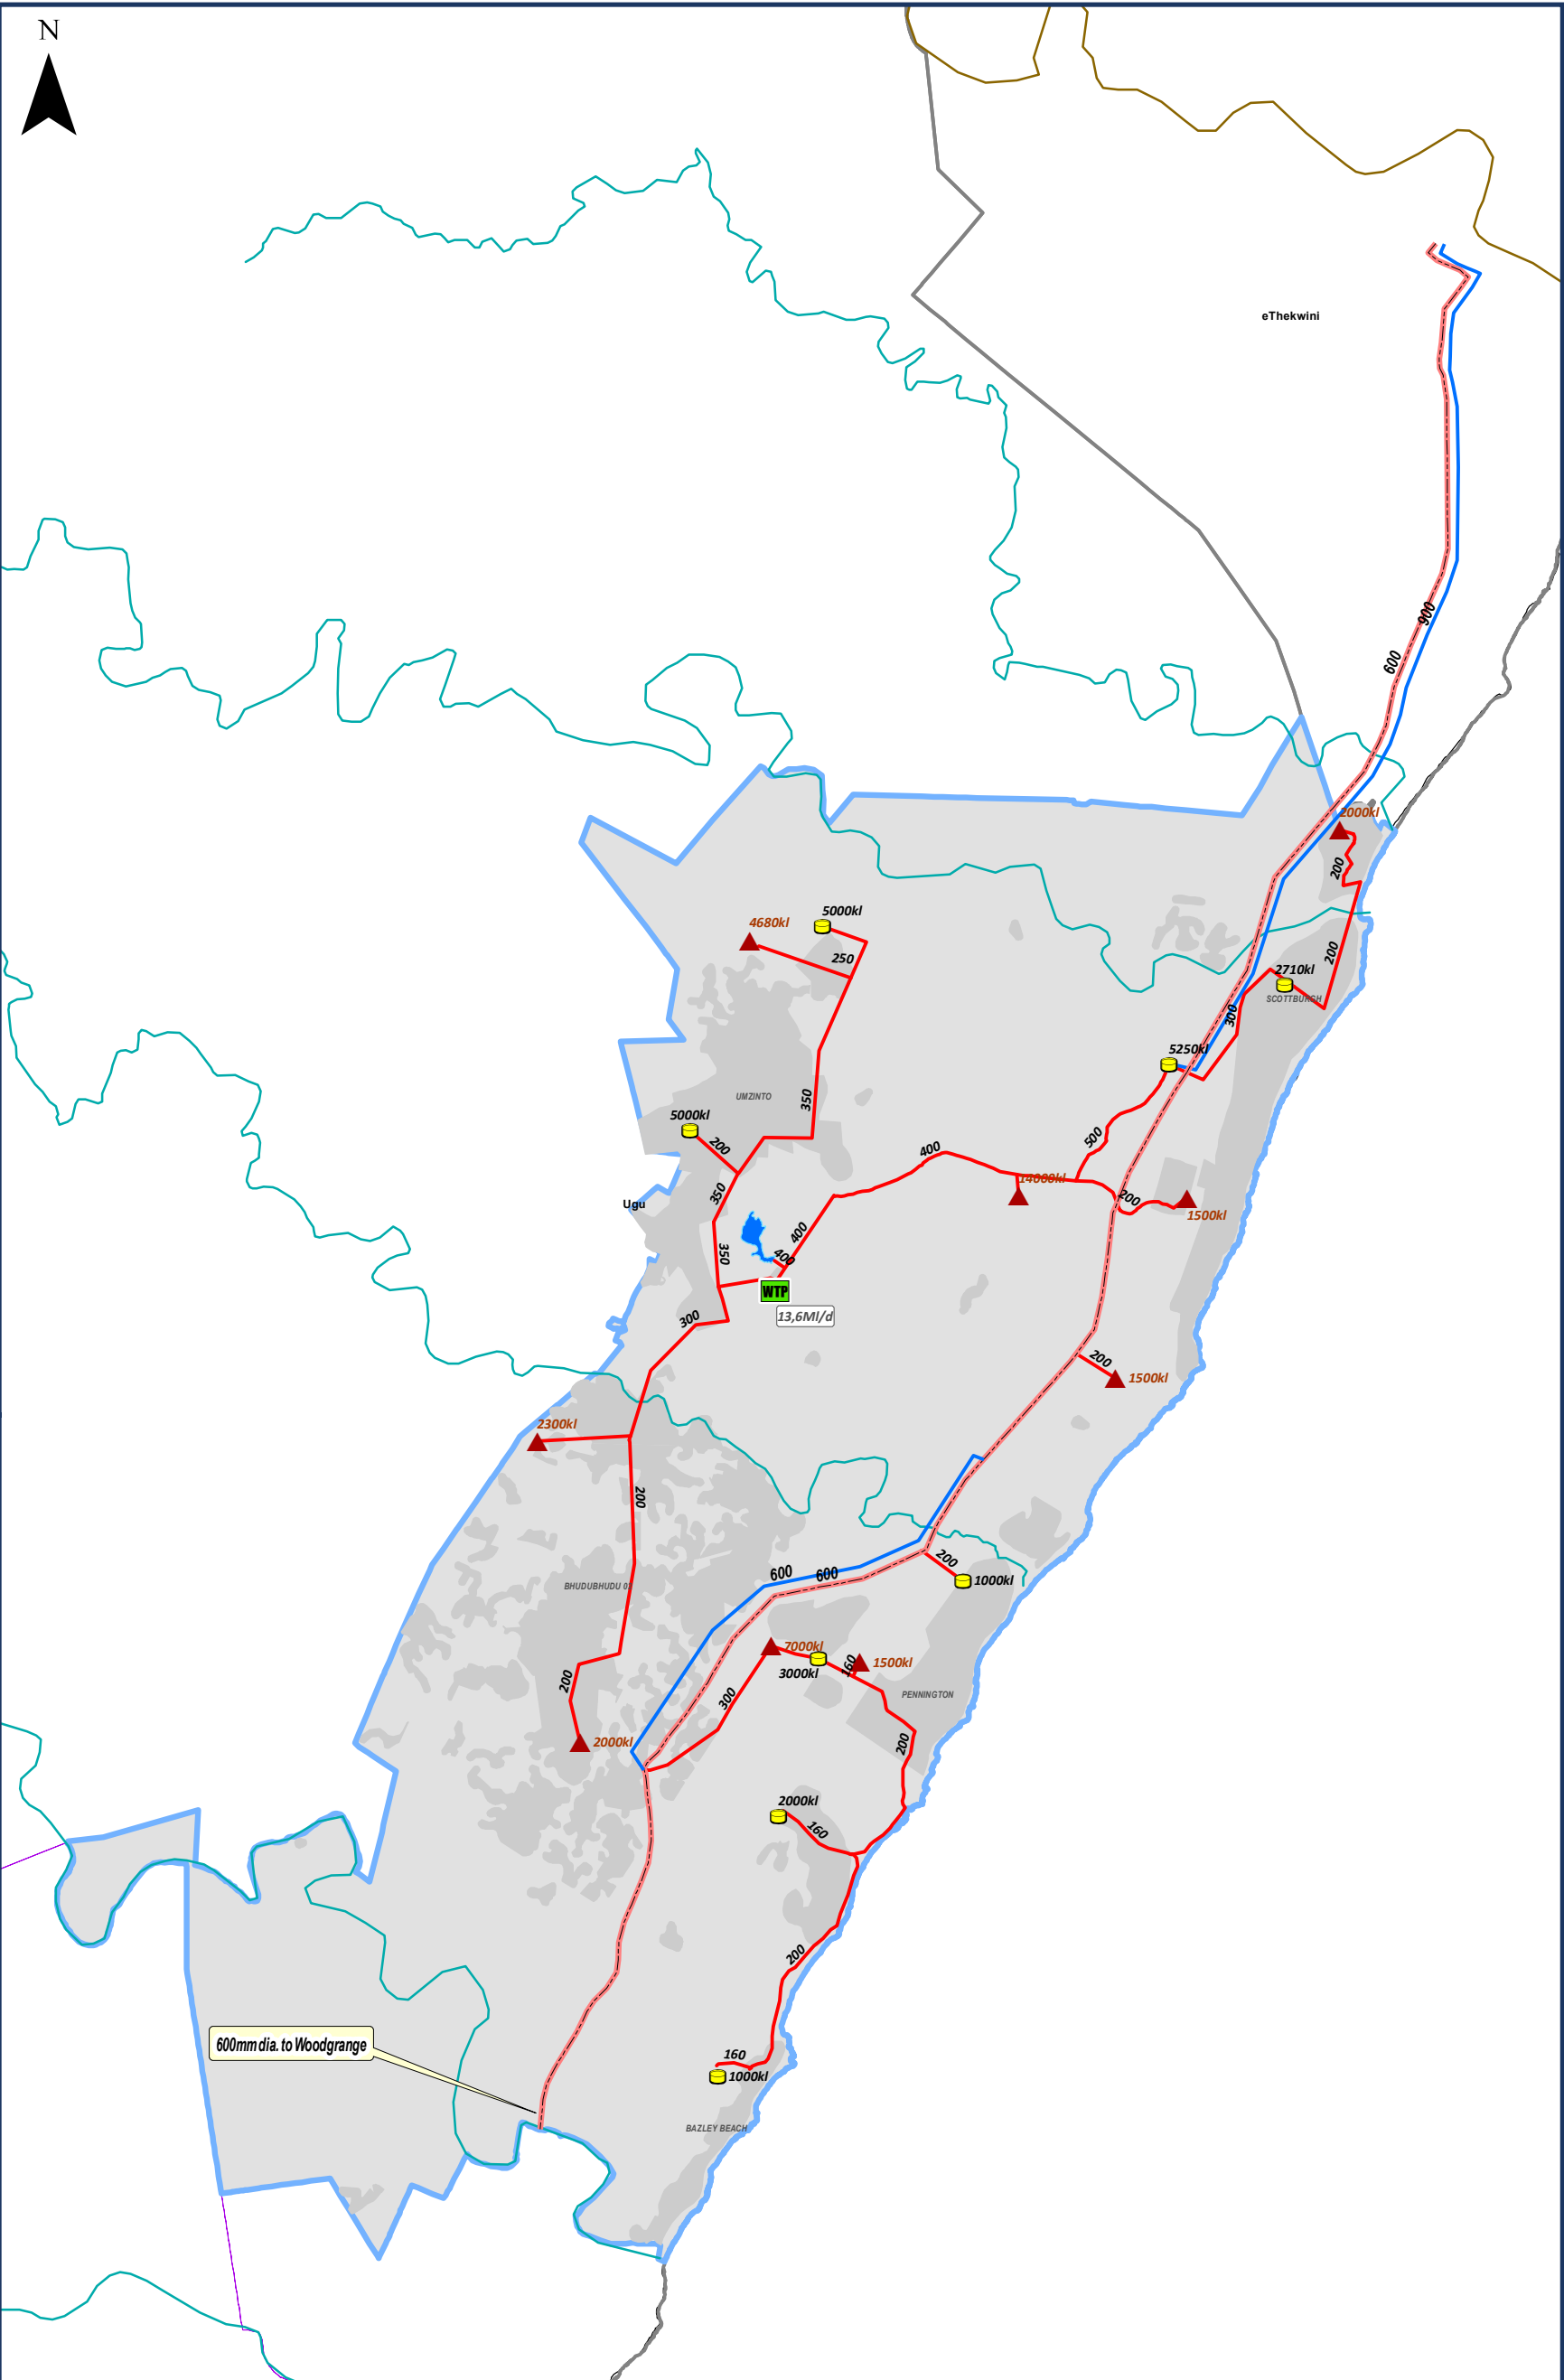 N
eThekwini
900
600
2000kl
200
5000kl
4680kl
250
200
2710kl
SCOTTBURGH
300
5250kl
UMZINTO
350
5000kl
200
500
400
14000kl
350
200
1500kl
Ugu
400
350
400
WTP
13,6Ml/d
300
200
1500kl
2300kl
200
200
1000kl
600
600
BHUDUBHUDU
7000kl
3000kl
160
1500kl
200
300
PENNINGTON
2000kl
200
2000kl
160
200
600mm dia. to Woodgrange
160
1000kl
BAZLEY BEACH